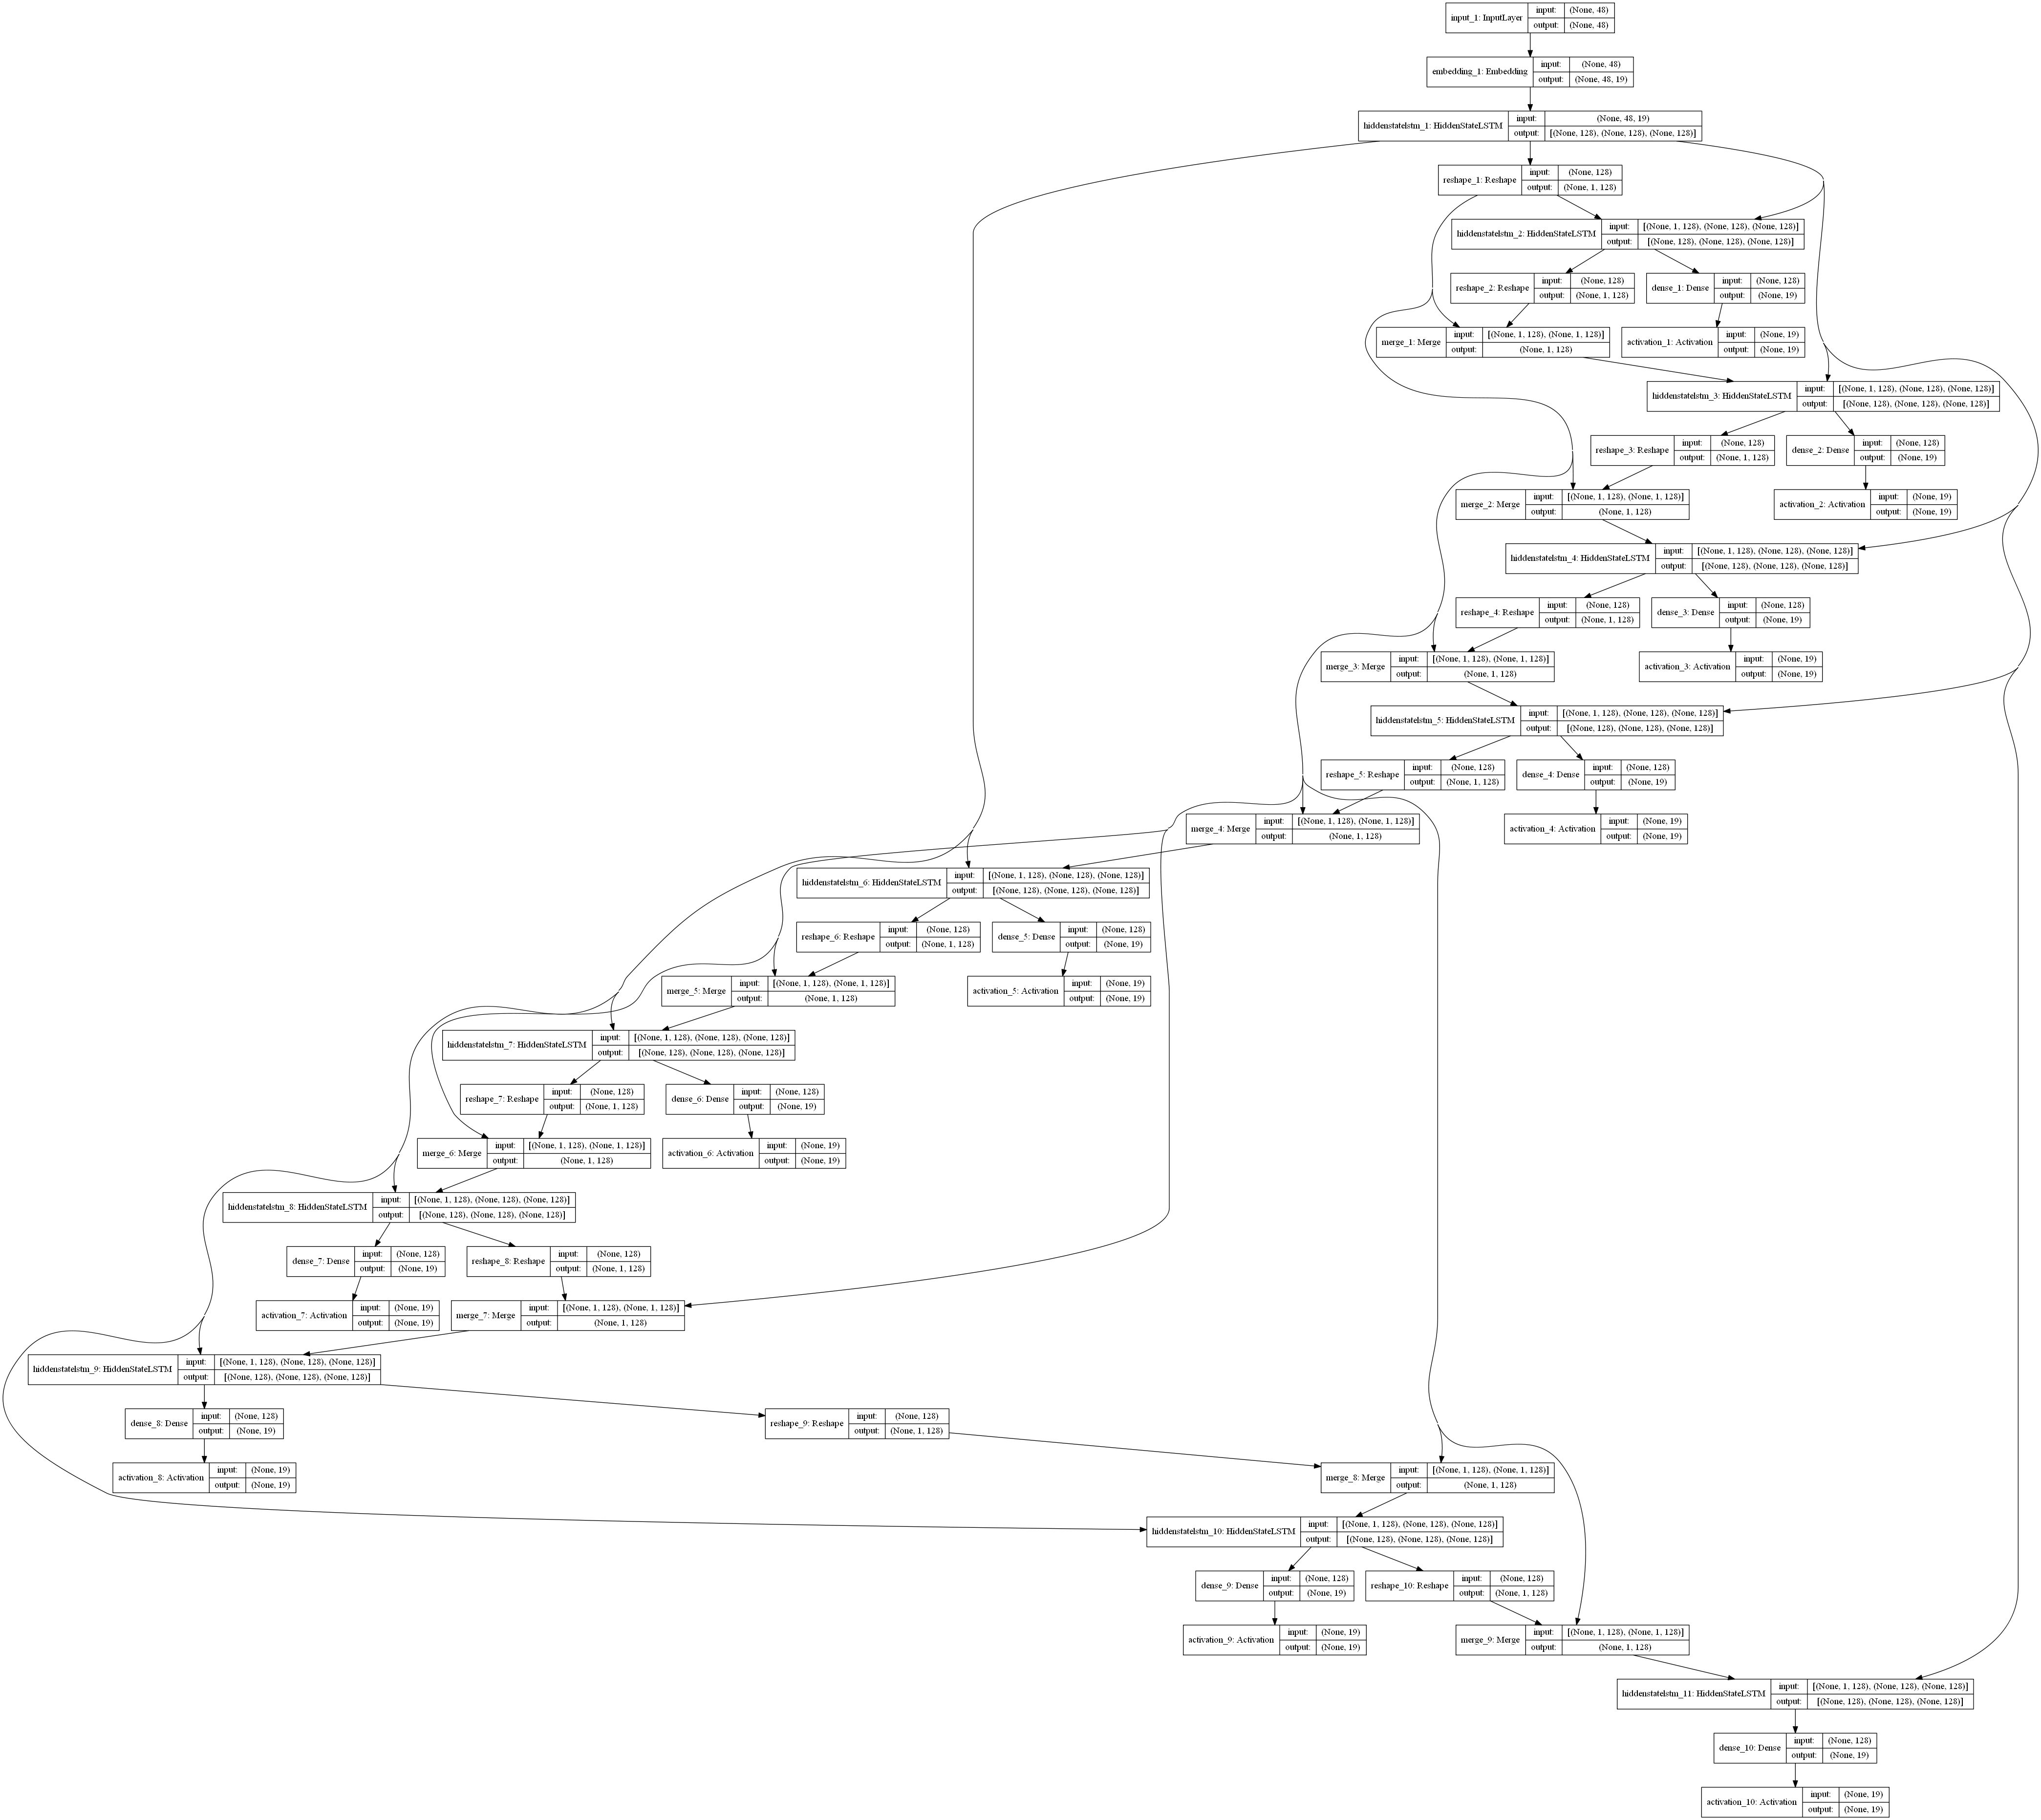 input_1: InputLayer input: (None, 48)
output: (None, 48)
embedding_1: Embedding input: (None, 48)
output: (None, 48, 19)
hiddenstatelstm_1: HiddenStateLSTM input: (None, 48, 19)
output: [(None, 128), (None, 128), (None, 128)]
reshape_1: Reshape input: (None, 128)
output: (None, 1, 128)
hiddenstatelstm_2: HiddenStateLSTM input: [(None, 1, 128), (None, 128), (None, 128)]
output: [(None, 128), (None, 128), (None, 128)]
reshape_2: Reshape input: (None, 128)
output: (None, 1, 128)
dense_1: Dense input: (None, 128)
output: (None, 19)
merge_1: Merge input: [(None, 1, 128), (None, 1, 128)]
output: (None, 1, 128)
activation_1: Activation input: (None, 19)
output: (None, 19)
hiddenstatelstm_3: HiddenStateLSTM input: [(None, 1, 128), (None, 128), (None, 128)]
output: [(None, 128), (None, 128), (None, 128)]
reshape_3: Reshape input: (None, 128)
output: (None, 1, 128)
dense_2: Dense input: (None, 128)
output: (None, 19)
merge_2: Merge input: [(None, 1, 128), (None, 1, 128)]
output: (None, 1, 128)
activation_2: Activation input: (None, 19)
output: (None, 19)
hiddenstatelstm_4: HiddenStateLSTM input: [(None, 1, 128), (None, 128), (None, 128)]
output: [(None, 128), (None, 128), (None, 128)]
reshape_4: Reshape input: (None, 128)
output: (None, 1, 128)
dense_3: Dense input: (None, 128)
output: (None, 19)
merge_3: Merge input: [(None, 1, 128), (None, 1, 128)]
output: (None, 1, 128)
activation_3: Activation input: (None, 19)
output: (None, 19)
hiddenstatelstm_5: HiddenStateLSTM input: [(None, 1, 128), (None, 128), (None, 128)]
output: [(None, 128), (None, 128), (None, 128)]
reshape_5: Reshape input: (None, 128)
output: (None, 1, 128)
dense_4: Dense input: (None, 128)
output: (None, 19)
merge_4: Merge input: [(None, 1, 128), (None, 1, 128)]
output: (None, 1, 128)
activation_4: Activation input: (None, 19)
output: (None, 19)
hiddenstatelstm_6: HiddenStateLSTM input: [(None, 1, 128), (None, 128), (None, 128)]
output: [(None, 128), (None, 128), (None, 128)]
reshape_6: Reshape input: (None, 128)
output: (None, 1, 128)
dense_5: Dense input: (None, 128)
output: (None, 19)
merge_5: Merge input: [(None, 1, 128), (None, 1, 128)]
output: (None, 1, 128)
activation_5: Activation input: (None, 19)
output: (None, 19)
hiddenstatelstm_7: HiddenStateLSTM input: [(None, 1, 128), (None, 128), (None, 128)]
output: [(None, 128), (None, 128), (None, 128)]
reshape_7: Reshape input: (None, 128)
output: (None, 1, 128)
dense_6: Dense input: (None, 128)
output: (None, 19)
merge_6: Merge input: [(None, 1, 128), (None, 1, 128)]
output: (None, 1, 128)
activation_6: Activation input: (None, 19)
output: (None, 19)
hiddenstatelstm_8: HiddenStateLSTM input: [(None, 1, 128), (None, 128), (None, 128)]
output: [(None, 128), (None, 128), (None, 128)]
dense_7: Dense input: (None, 128)
output: (None, 19)
reshape_8: Reshape input: (None, 128)
output: (None, 1, 128)
activation_7: Activation input: (None, 19)
output: (None, 19)
merge_7: Merge input: [(None, 1, 128), (None, 1, 128)]
output: (None, 1, 128)
hiddenstatelstm_9: HiddenStateLSTM input: [(None, 1, 128), (None, 128), (None, 128)]
output: [(None, 128), (None, 128), (None, 128)]
dense_8: Dense input: (None, 128)
output: (None, 19)
reshape_9: Reshape input: (None, 128)
output: (None, 1, 128)
activation_8: Activation input: (None, 19)
output: (None, 19)
merge_8: Merge input: [(None, 1, 128), (None, 1, 128)]
output: (None, 1, 128)
hiddenstatelstm_10: HiddenStateLSTM input: [(None, 1, 128), (None, 128), (None, 128)]
output: [(None, 128), (None, 128), (None, 128)]
dense_9: Dense input: (None, 128)
output: (None, 19)
reshape_10: Reshape input: (None, 128)
output: (None, 1, 128)
activation_9: Activation input: (None, 19)
output: (None, 19)
merge_9: Merge input: [(None, 1, 128), (None, 1, 128)]
output: (None, 1, 128)
hiddenstatelstm_11: HiddenStateLSTM input: [(None, 1, 128), (None, 128), (None, 128)]
output: [(None, 128), (None, 128), (None, 128)]
dense_10: Dense input: (None, 128)
output: (None, 19)
activation_10: Activation input: (None, 19)
output: (None, 19)